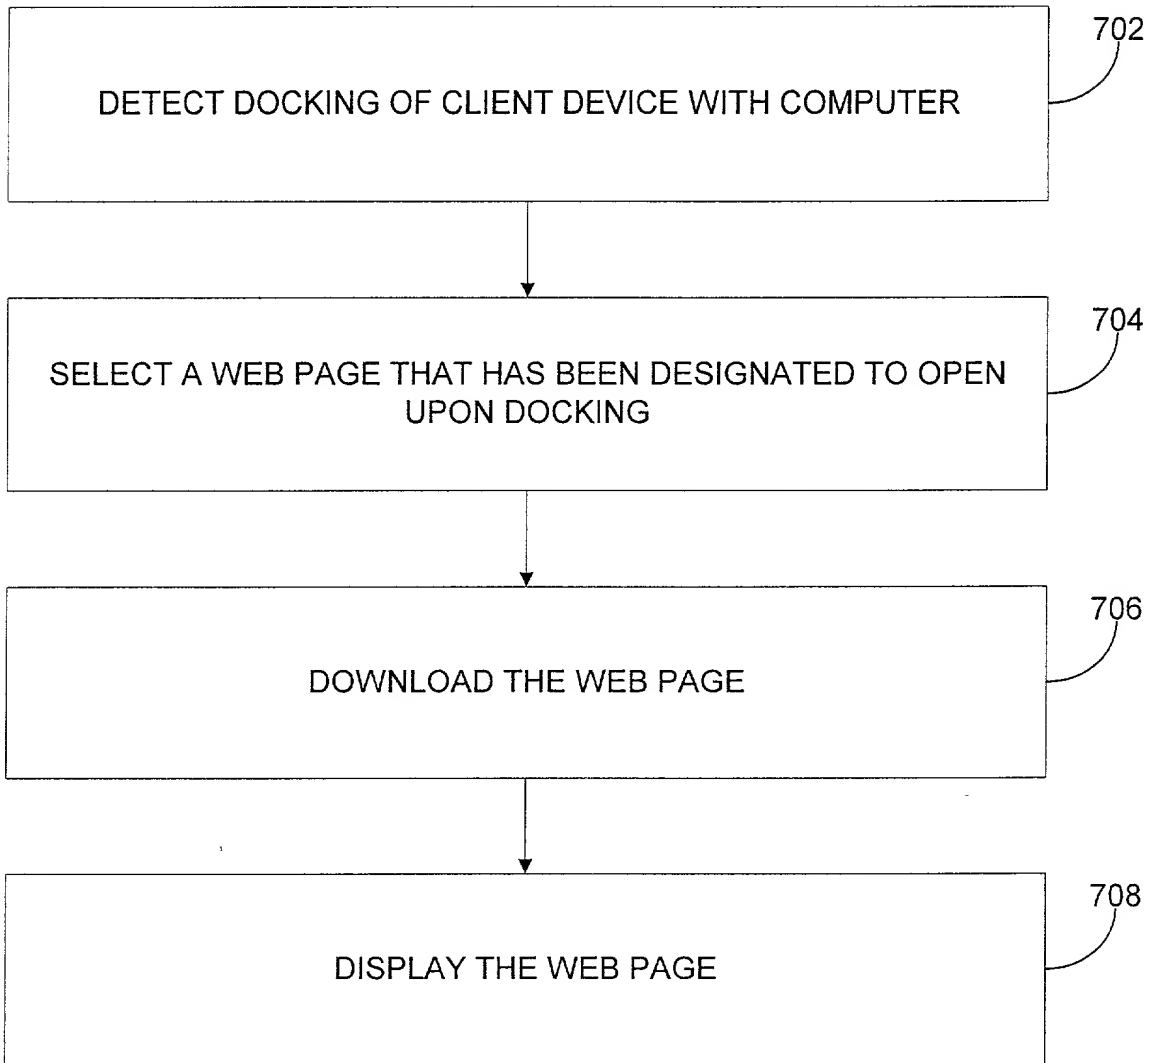 702
DETECT DOCKING OF CLIENT DEVICE WITH COMPUTER
704
SELECT A WEB PAGE THAT HAS BEEN DESIGNATED TO OPEN
UPON DOCKING
706
DOWNLOAD THE WEB PAGE
708
DISPLAY THE WEB PAGE